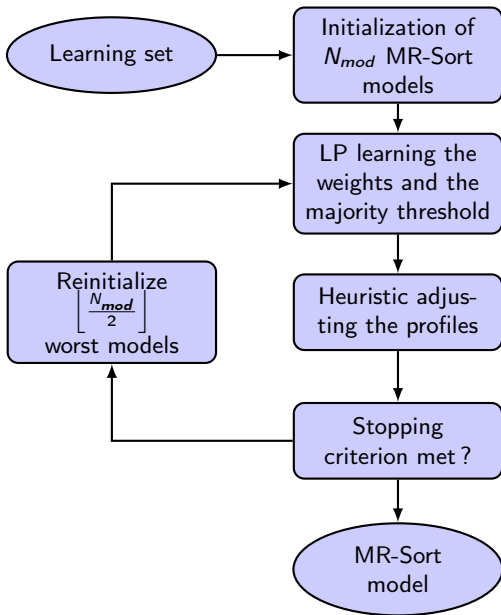 Learning set
Initialization of
N_mod MR-Sort
models
LP learning the
weights and the
majority threshold
Heuristic adjus-
ting the profiles
Reinitialize
⌊N_mod/2⌋
worst models
Stopping
criterion met ?
MR-Sort
model